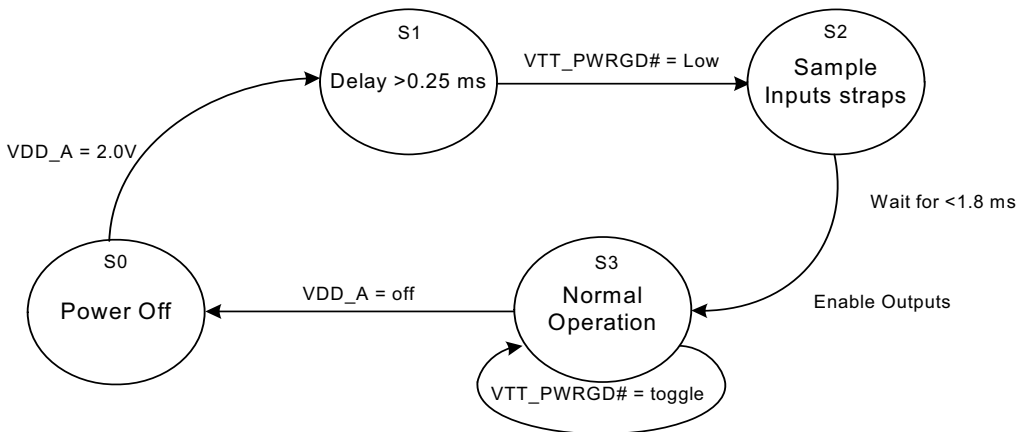 S1
Delay >0.25 ms
VTT_PWRGD# = Low
S2
Sample
Inputs straps
VDD_A = 2.0V
Wait for <1.8 ms
S0
Power Off
VDD_A = off
S3
Normal
Operation
Enable Outputs
VTT_PWRGD# = toggle